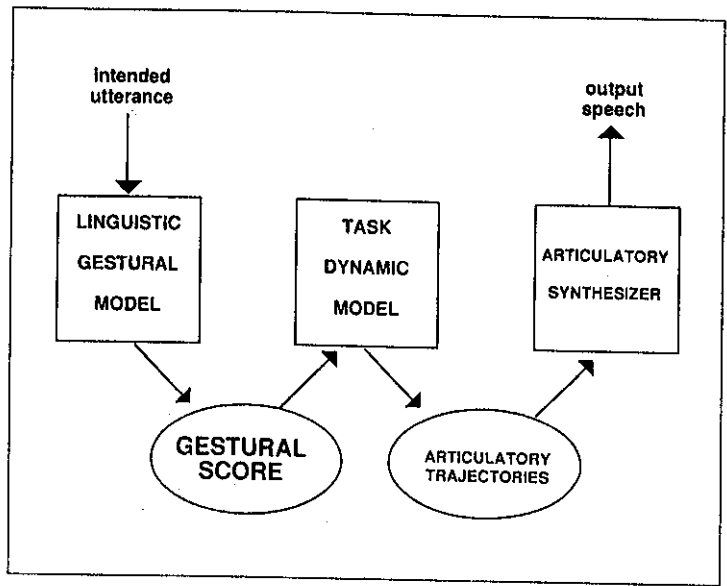 intended
utterance
output
speech
LINGUISTIC
GESTURAL
MODEL
TASK
DYNAMIC
MODEL
ARTICULATORY
SYNTHESIZER
GESTURAL
SCORE
ARTICULATORY
TRAJECTORIES